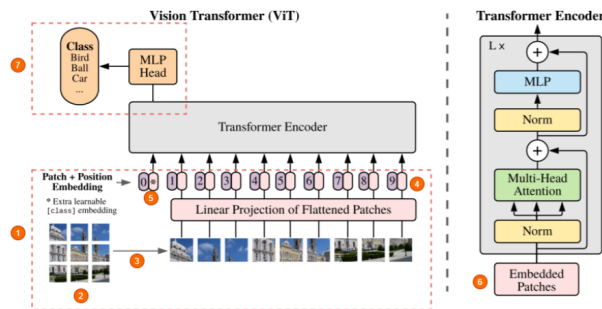 Vision Transformer (ViT)
Class
Bird
Ball
Car
...
MLP
Head
7
Transformer Encoder
Patch + Position
Embedding
0 *
1
2
3
4
5
6
7
8
9
4
5
* Extra learnable
[class] embedding
Linear Projection of Flattened Patches
1
3
2
Transformer Encoder
L x
+
MLP
Norm
+
Multi-Head
Attention
Norm
6
Embedded
Patches